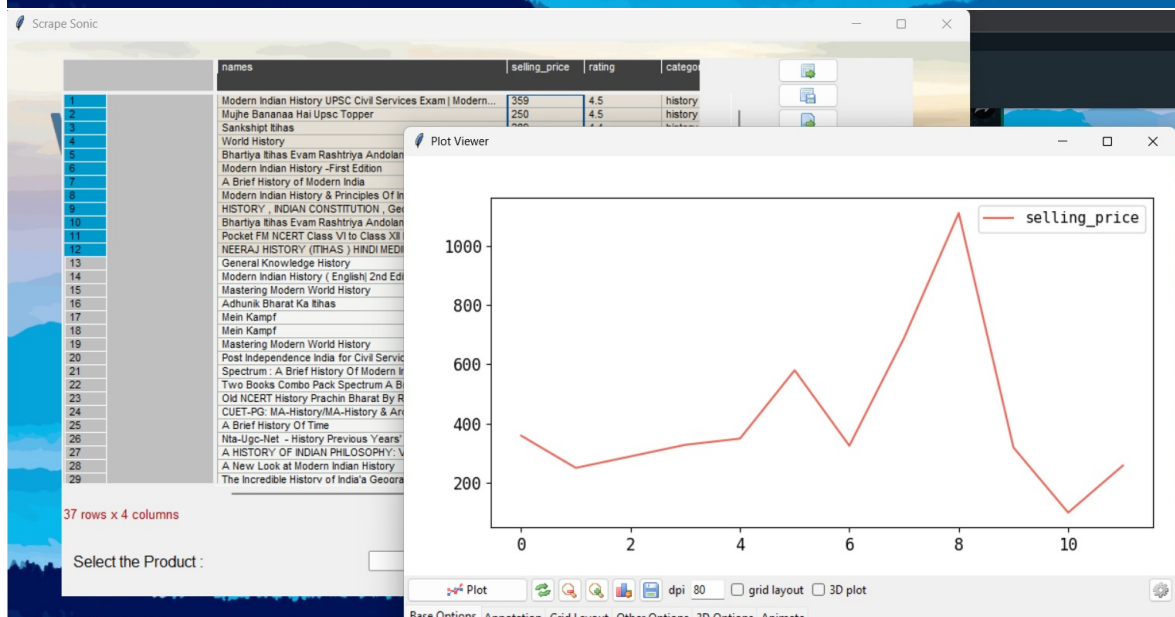 Scrape Sonic
names selling_price rating categor
1 Modern Indian History UPSC Civil Services Exam | Modern... 359 4.5 history
2 Mujhe Bananaa Hai Upsc Topper 250 4.5 history
3 Sankshipt Itihas
4 World History
5 Bhartiya Itihas Evam Rashtriya Andolan
6 Modern Indian History -First Edition
7 A Brief History of Modern India
8 Modern Indian History & Principles Of In
9 HISTORY , INDIAN CONSTITUTION , Geo
10 Bhartiya Itihas Evam Rashtriya Andolan
11 Pocket FM NCERT Class VI to Class XII
12 NEERAJ HISTORY (ITIHAS ) HINDI MEDI
13 General Knowledge History
14 Modern Indian History ( English| 2nd Edi
15 Mastering Modern World History
16 Adhunik Bharat Ka Itihas
17 Mein Kampf
18 Mein Kampf
19 Mastering Modern World History
20 Post Independence India for Civil Servic
21 Spectrum : A Brief History Of Modern In
22 Two Books Combo Pack Spectrum A B
23 Old NCERT History Prachin Bharat By R
24 CUET-PG: MA-History/MA-History & Arc
25 A Brief History Of Time
26 Nta-Ugc-Net - History Previous Years'
27 A HISTORY OF INDIAN PHILOSOPHY: V
28 A New Look at Modern Indian History
29 The Incredible History of India'a Geogra
37 rows x 4 columns
Select the Product :
Plot Viewer
selling_price
1000
800
600
400
200
0 2 4 6 8 10
Plot dpi 80 grid layout 3D plot
Base Options Annotation Grid Layout Other Options 3D Options Animate